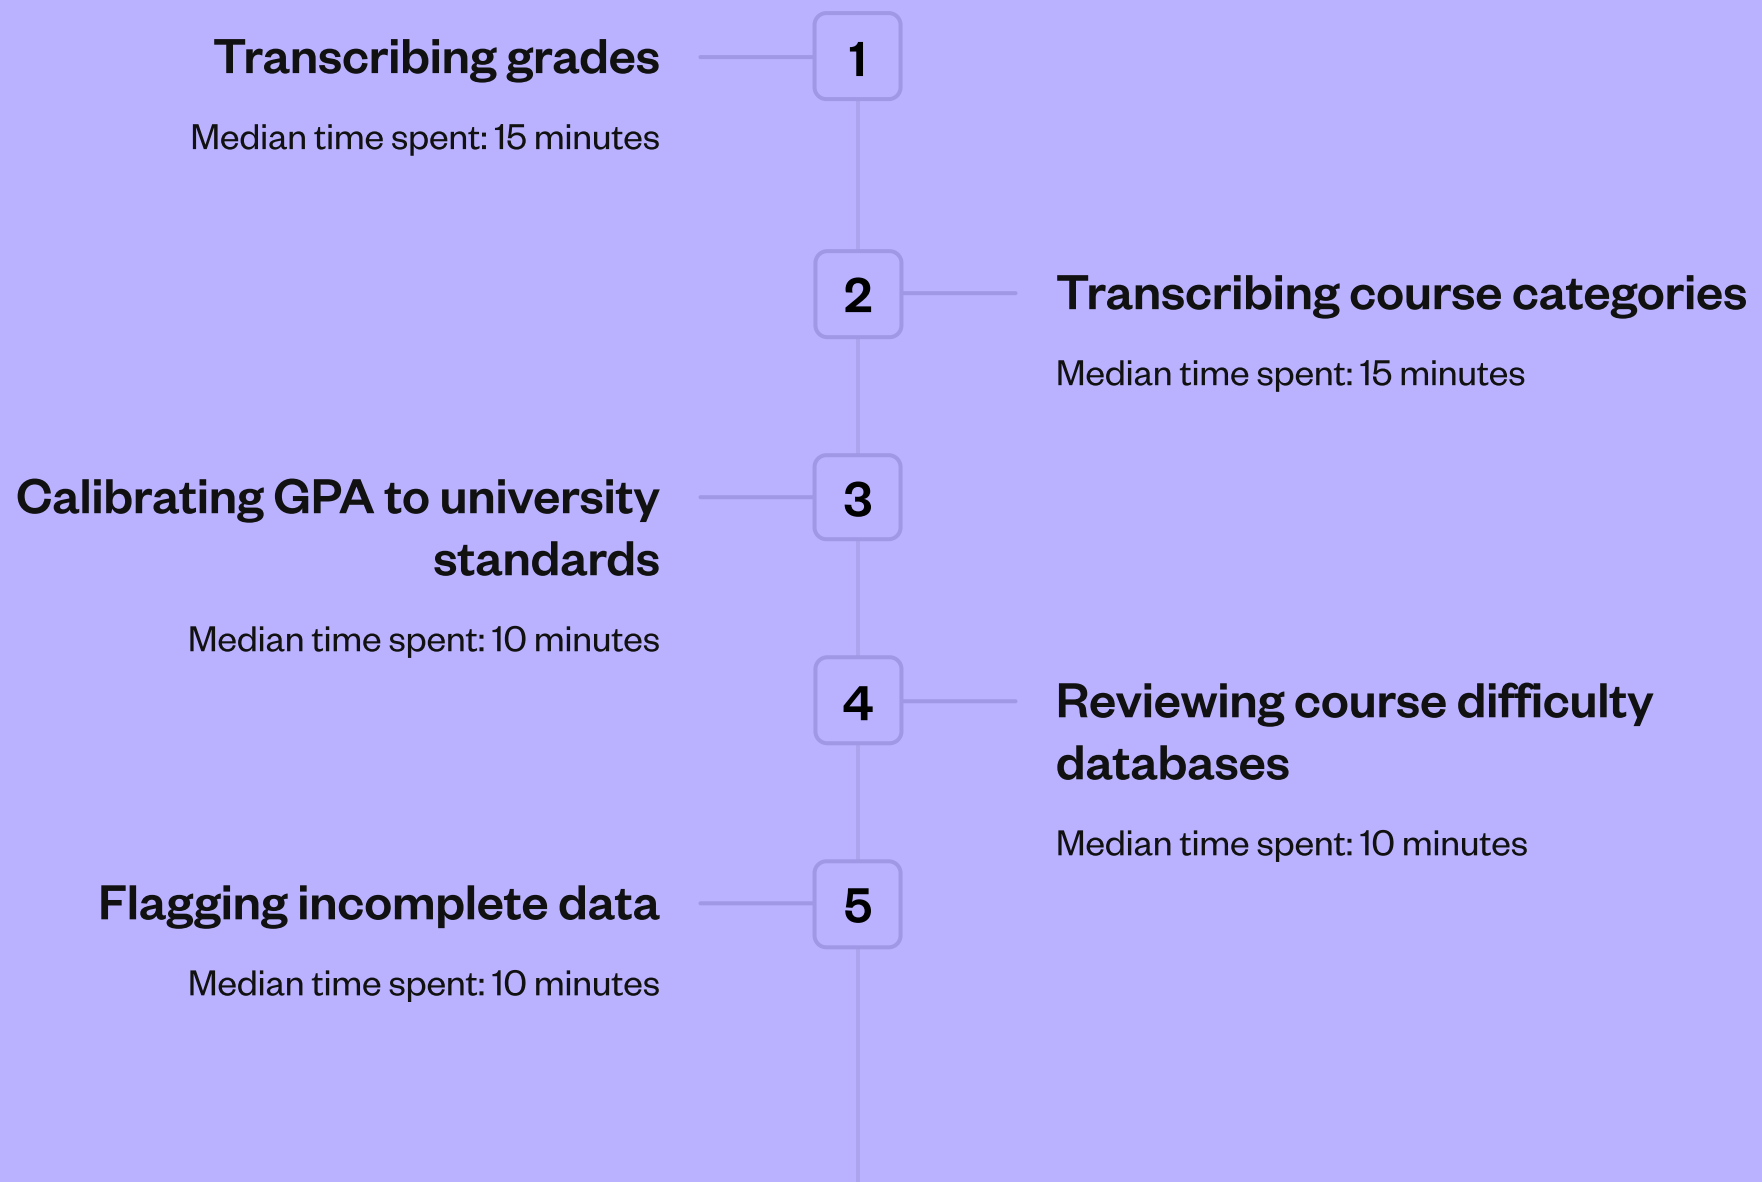 Transcribing grades
1
Median time spent: 15 minutes
2
Transcribing course categories
Median time spent: 15 minutes
Calibrating GPA to university
standards
3
Median time spent: 10 minutes
4
Reviewing course difficulty
databases
Median time spent: 10 minutes
Flagging incomplete data
5
Median time spent: 10 minutes